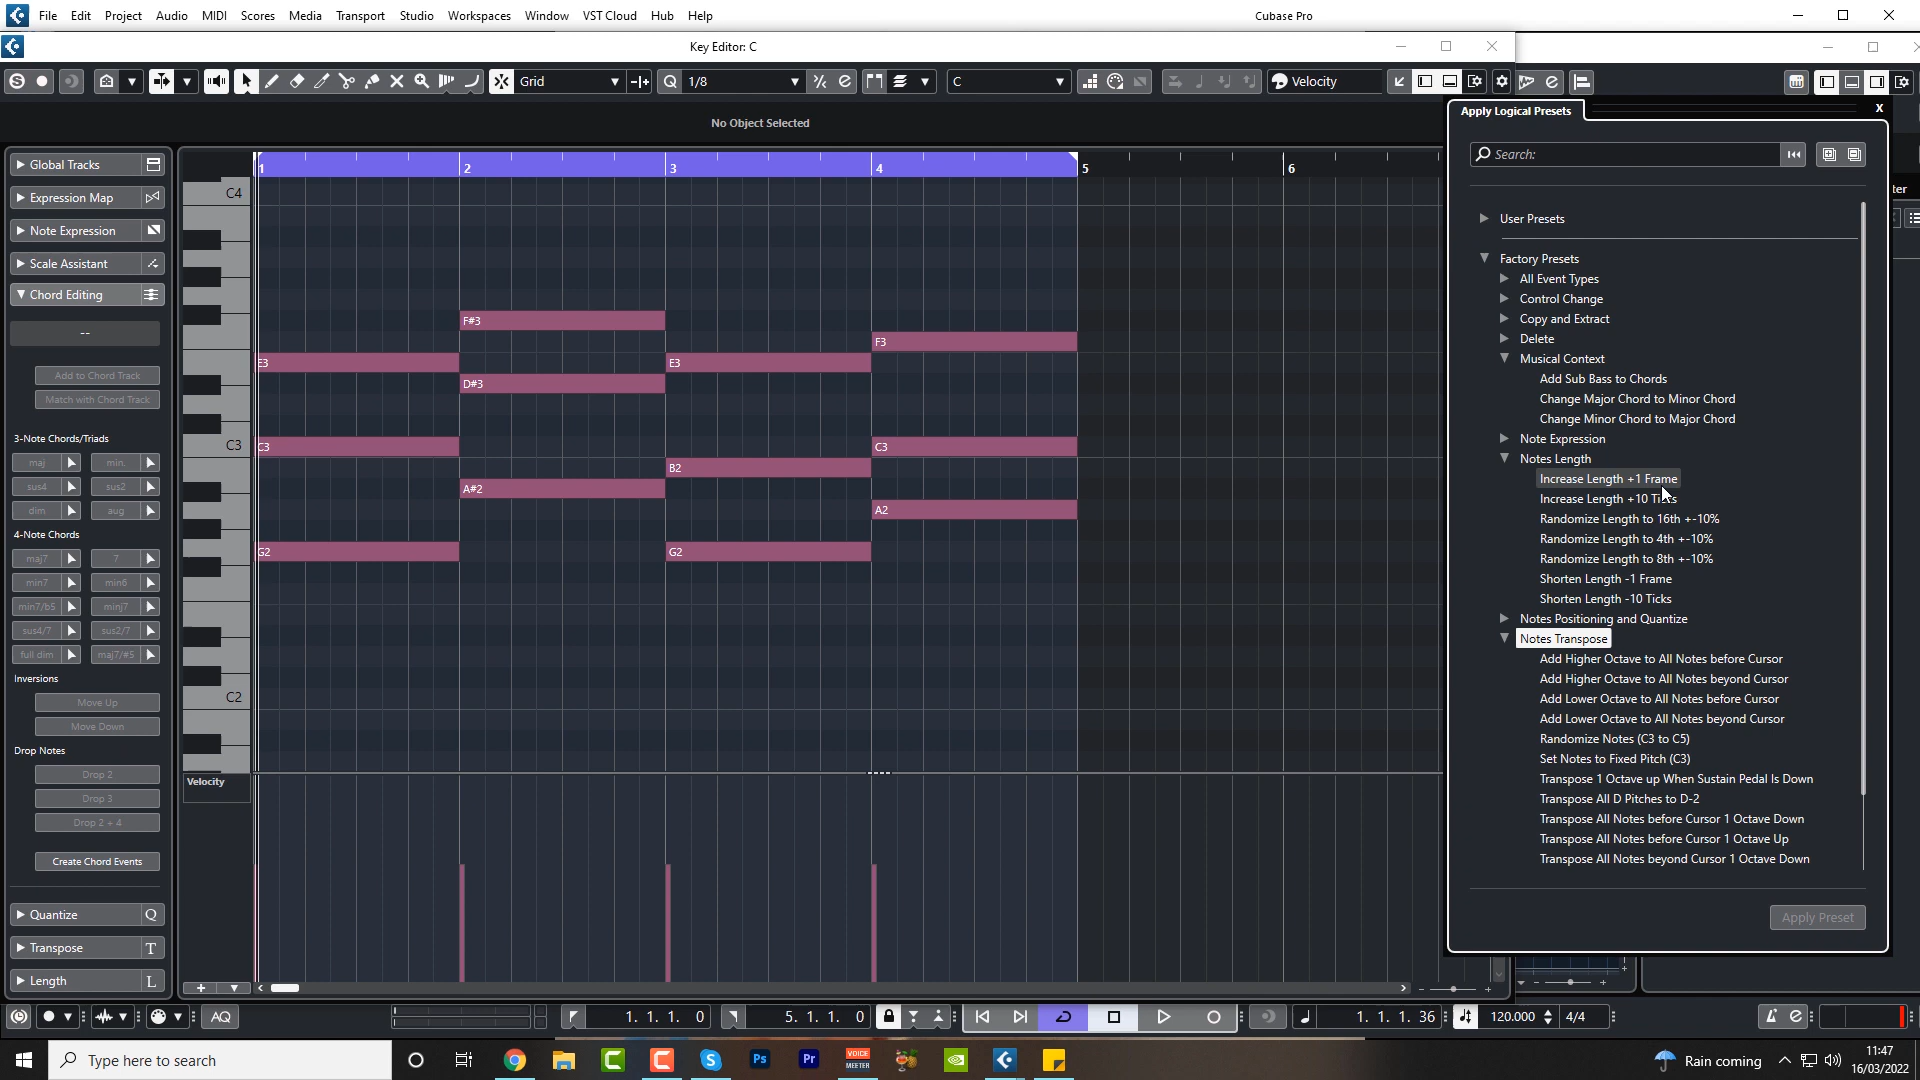 File Edit Project Audio MIDI Scores Media Transport Studio Workspaces Window VST Cloud Hub Help
Cubase Pro
Key Editor: C
Grid
1/8
C
Velocity
No Object Selected
Apply Logical Presets
X
Search:
Global Tracks
Expression Map
Note Expression
Scale Assistant
Chord Editing
--
Add to Chord Track
Match with Chord Track
3-Note Chords/Triads
maj min.
sus4 sus2
dim aug
4-Note Chords
maj7 7
min7 min6
min7/b5 minj7
sus4/7 sus2/7
full dim maj7/#5
Inversions
Move Up
Move Down
Drop Notes
Drop 2
Drop 3
Drop 2 + 4
Create Chord Events
Quantize Q
Transpose T
Length L
1 2 3 4 5 6
C4
C3
C2
F#3
F3
E3
E3
D#3
C3
C3
B2
A#2
A2
G2
G2
Velocity
User Presets
Factory Presets
All Event Types
Control Change
Copy and Extract
Delete
Musical Context
Add Sub Bass to Chords
Change Major Chord to Minor Chord
Change Minor Chord to Major Chord
Note Expression
Notes Length
Increase Length +1 Frame
Increase Length +10 Ticks
Randomize Length to 16th +-10%
Randomize Length to 4th +-10%
Randomize Length to 8th +-10%
Shorten Length -1 Frame
Shorten Length -10 Ticks
Notes Positioning and Quantize
Notes Transpose
Add Higher Octave to All Notes before Cursor
Add Higher Octave to All Notes beyond Cursor
Add Lower Octave to All Notes before Cursor
Add Lower Octave to All Notes beyond Cursor
Randomize Notes (C3 to C5)
Set Notes to Fixed Pitch (C3)
Transpose 1 Octave up When Sustain Pedal Is Down
Transpose All D Pitches to D-2
Transpose All Notes before Cursor 1 Octave Down
Transpose All Notes before Cursor 1 Octave Up
Transpose All Notes beyond Cursor 1 Octave Down
Apply Preset
ter
AQ
1. 1. 1. 0
5. 1. 1. 0
1. 1. 1. 36
120.000
4/4
Type here to search
Ps
Pr
VOICE
MEETER
Rain coming
11:47
16/03/2022